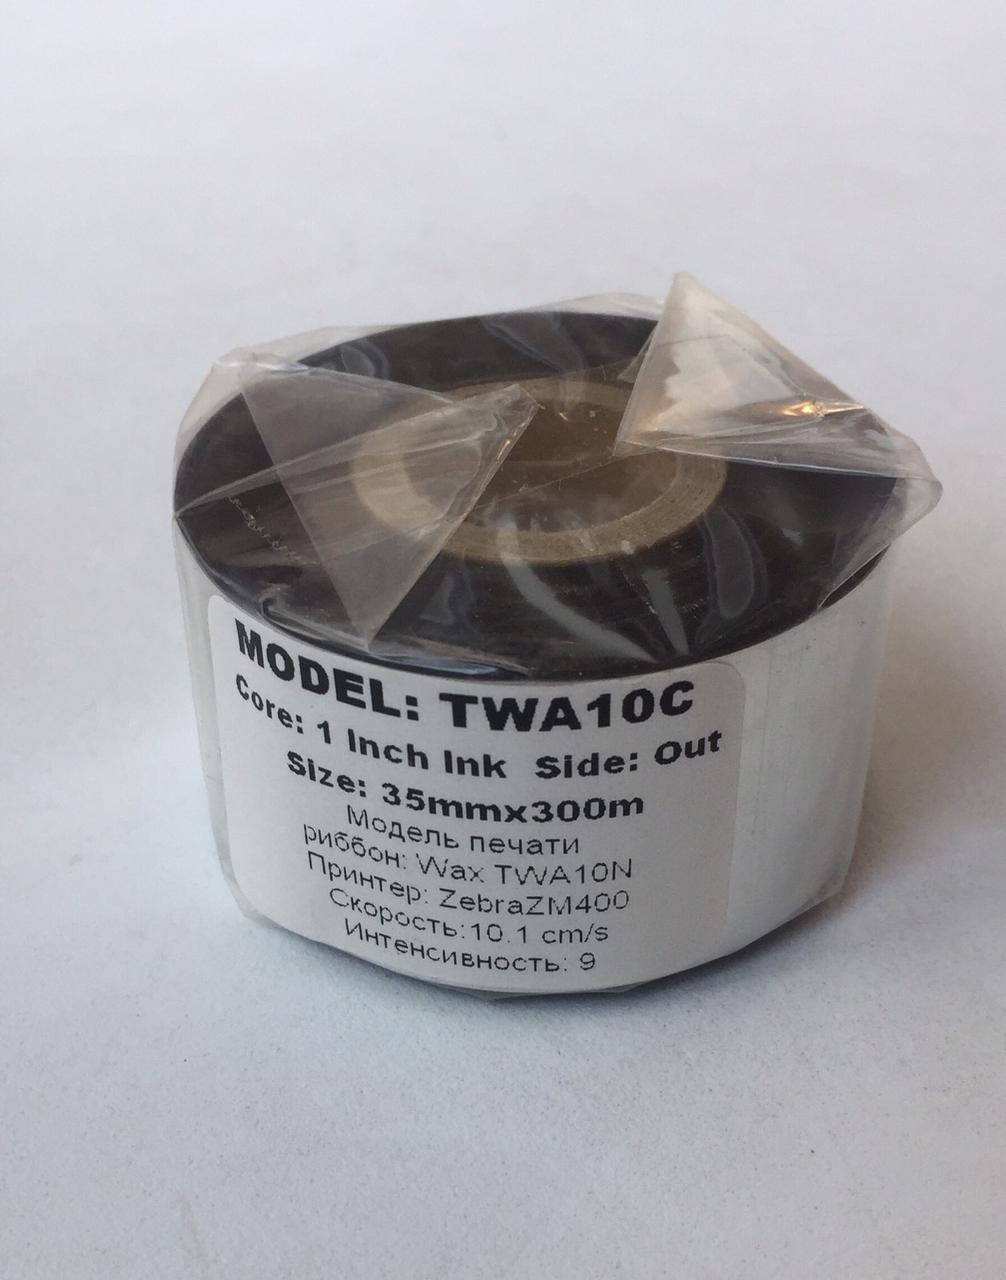 MODEL: TWA10C
Core: 1 Inch Ink Side: Out
Size: 35mmx300m
Модель печати
риббон: Wax TWA10N
Принтер: ZebraZM400
Скорость:10.1 cm/s
Интенсивность: 9